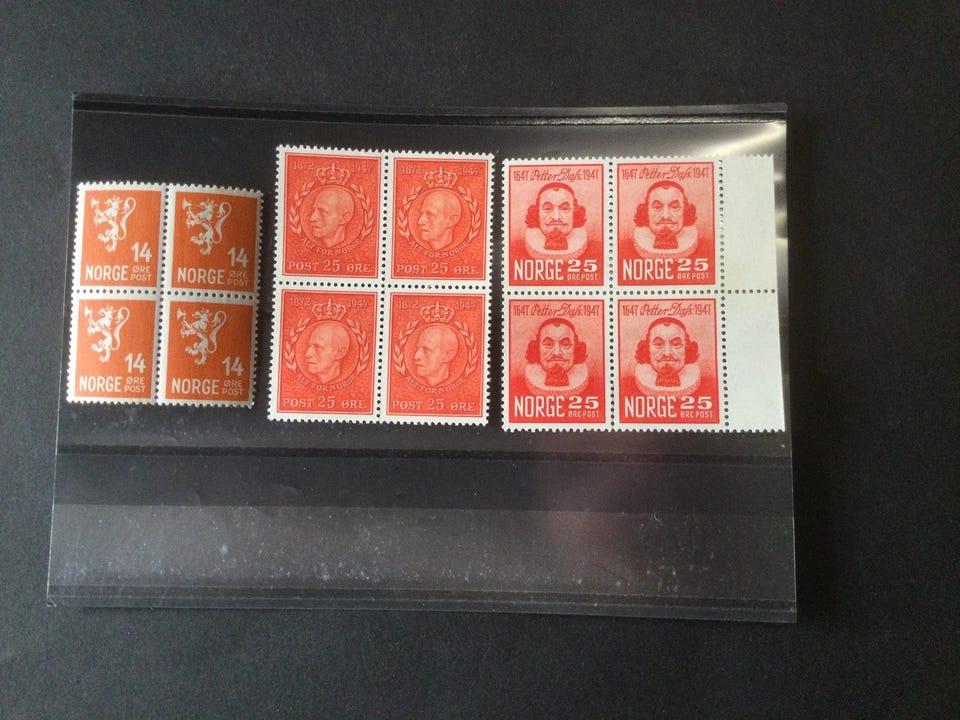 14
NORGE ØRE POST
14
NORGE ØRE POST
14
NORGE ØRE POST
14
NORGE ØRE POST
1872 1947
ALT FOR NORGE
POST 25 ØRE
1872 1947
ALT FOR NORGE
POST 25 ØRE
1872 1947
ALT FOR NORGE
POST 25 ØRE
1872 1947
ALT FOR NORGE
POST 25 ØRE
1647 Petter Dass 1947
NORGE 25
ØRE POST
1647 Petter Dass 1947
NORGE 25
ØRE POST
1647 Petter Dass 1947
NORGE 25
ØRE POST
1647 Petter Dass 1947
NORGE 25
ØRE POST